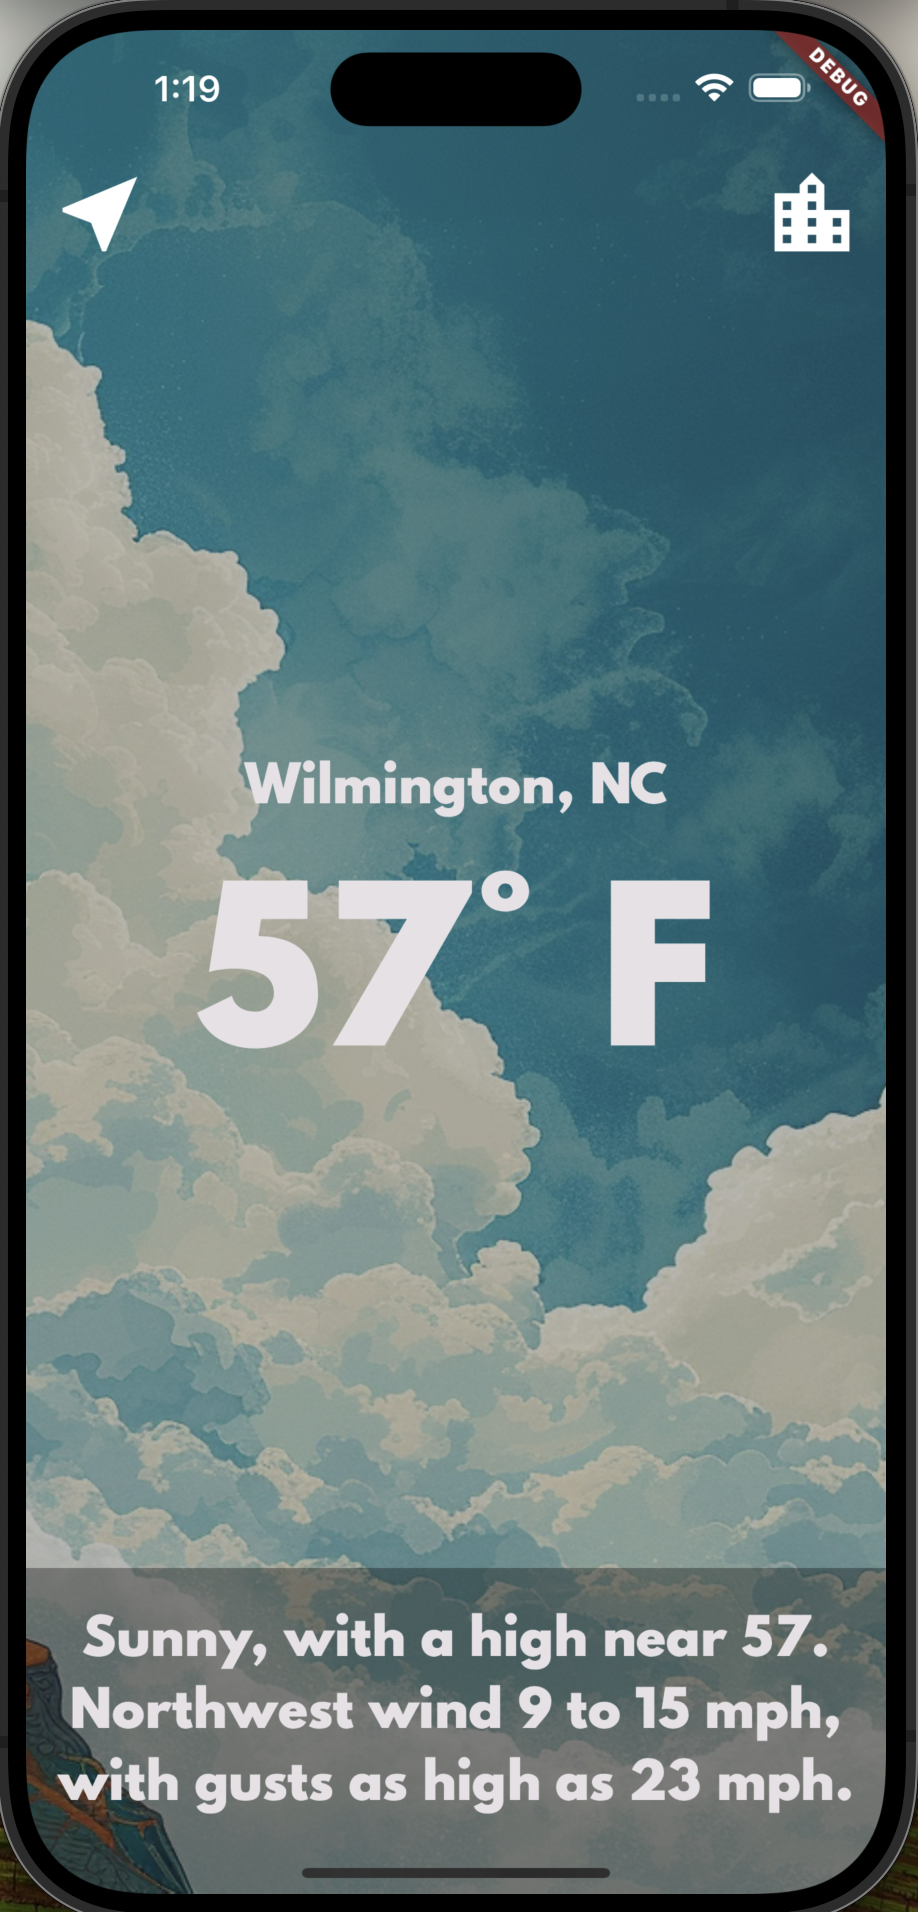 1:19
DEBUG
Wilmington, NC
57° F
Sunny, with a high near 57.
Northwest wind 9 to 15 mph,
with gusts as high as 23 mph.